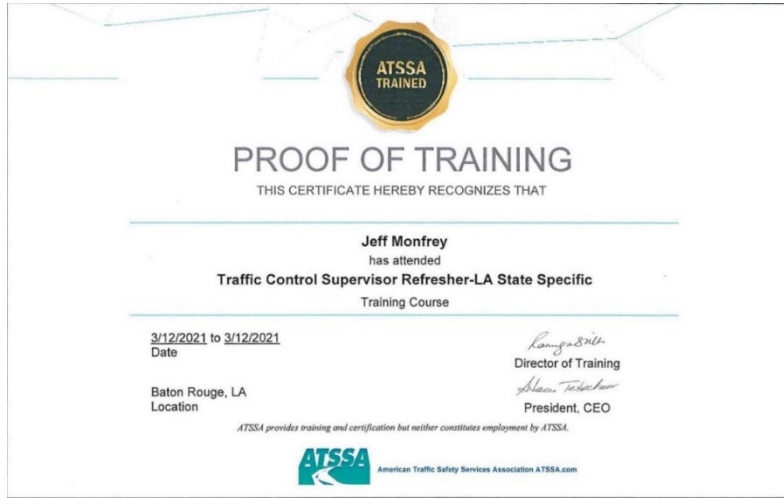 ATSSA
TRAINED
PROOF OF TRAINING
THIS CERTIFICATE HEREBY RECOGNIZES THAT
Jeff Monfrey
has attended
Traffic Control Supervisor Refresher-LA State Specific
Training Course
3/12/2021 to 3/12/2021
Date
Director of Training
Baton Rouge, LA
Location
President, CEO
ATSSA provides training and certification but neither constitutes employment by ATSSA.
ATSSA
American Traffic Safety Services Association ATSSA.com